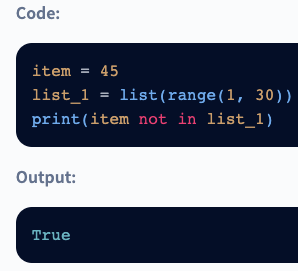 Code:
item = 45
list_1 = list(range(1, 30))
print(item not in list_1)
Output:
True